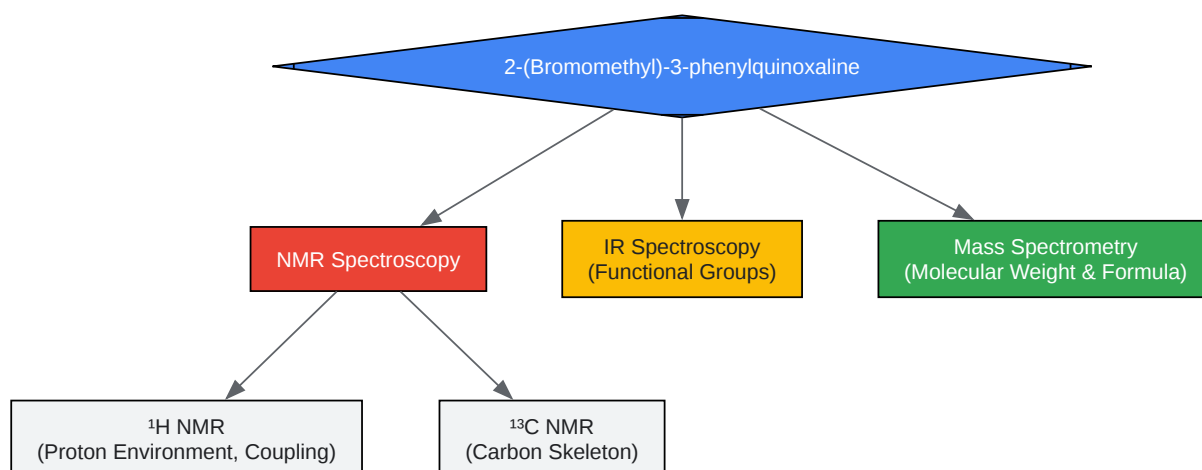 2-(Bromomethyl)-3-phenylquinoxaline
NMR Spectroscopy
IR Spectroscopy
(Functional Groups)
Mass Spectrometry
(Molecular Weight & Formula)
¹H NMR
(Proton Environment, Coupling)
¹³C NMR
(Carbon Skeleton)